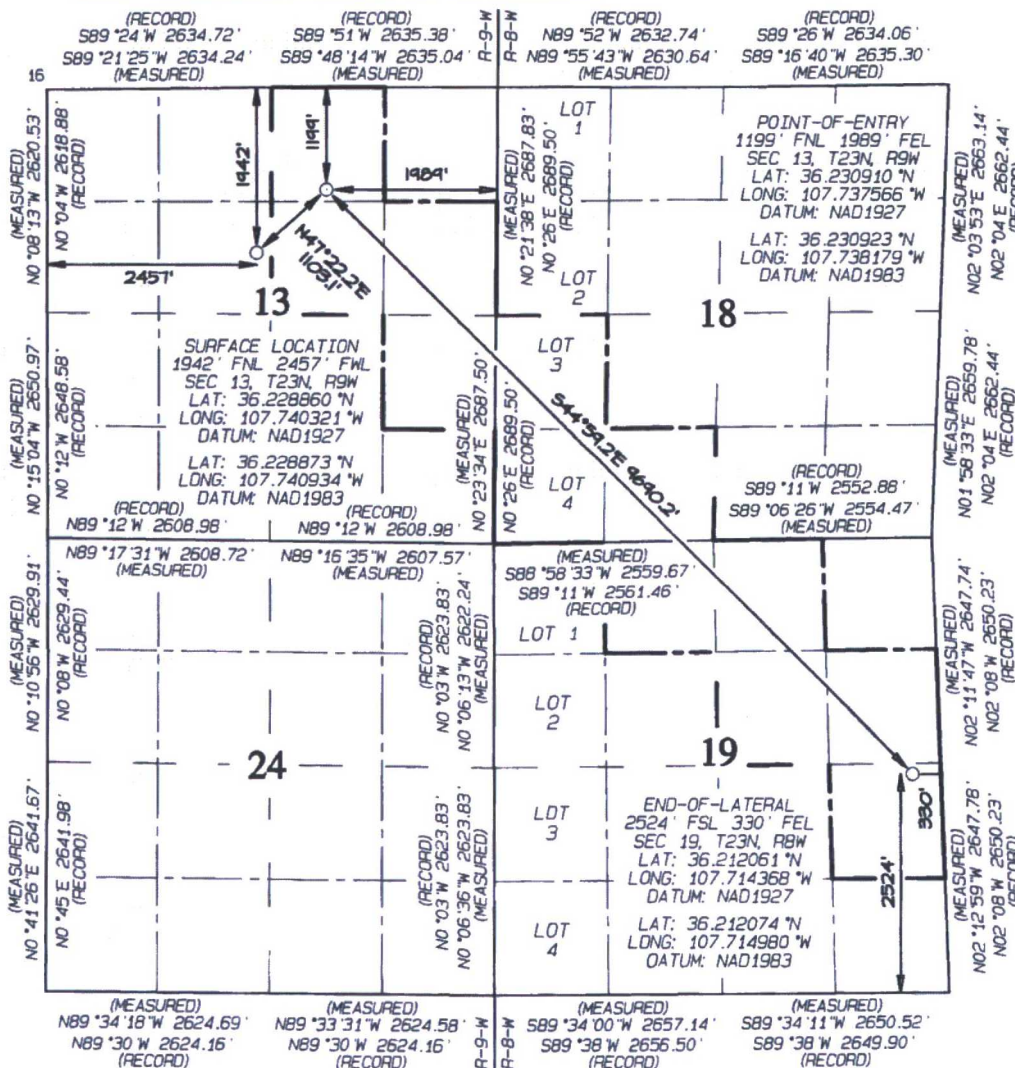 (RECORD)
S89°24'W 2634.72'
S89°21'25"W 2634.24'
(MEASURED)
(RECORD)
S89°51'W 2635.38'
S89°48'14"W 2635.04'
(MEASURED)
R-9-W
R-8-W
(RECORD)
N89°52'W 2632.74'
N89°55'43"W 2630.64'
(MEASURED)
(RECORD)
S89°26'W 2634.06'
S89°16'40"W 2635.30'
(MEASURED)
16
(MEASURED)
N0°08'13"W 2620.53'
N0°04'W 2618.88'
(RECORD)
1942'
1199'
1989'
2457'
N47°22.2'E
1103.1'
13
N0°21'38"E 2687.83'
(MEASURED)
N0°26'E 2689.50'
(RECORD)
LOT
1
LOT
2
18
POINT-OF-ENTRY
1199' FNL 1989' FEL
SEC 13, T23N, R9W
LAT: 36.230910°N
LONG: 107.737566°W
DATUM: NAD1927
LAT: 36.230923°N
LONG: 107.738179°W
DATUM: NAD1983
(MEASURED)
N02°03'53"E 2663.14'
N02°04'E 2662.44'
(RECORD)
(MEASURED)
N0°15'04"W 2650.97'
N0°12'W 2648.58'
(RECORD)
SURFACE LOCATION
1942' FNL 2457' FWL
SEC 13, T23N, R9W
LAT: 36.228860°N
LONG: 107.740321°W
DATUM: NAD1927
LAT: 36.228873°N
LONG: 107.740934°W
DATUM: NAD1983
(MEASURED)
N0°23'34"E 2687.50'
N0°26'E 2689.50'
(RECORD)
LOT
3
LOT
4
S44°54.2'E 9690.2'
(MEASURED)
N01°58'33"E 2659.78'
N02°04'E 2662.44'
(RECORD)
(RECORD)
N89°12'W 2608.98'
N89°17'31"W 2608.72'
(MEASURED)
(RECORD)
N89°12'W 2608.98'
N89°16'35"W 2607.57'
(MEASURED)
(RECORD)
S89°11'W 2552.88'
S89°06'26"W 2554.47'
(MEASURED)
(MEASURED)
S88°58'33"W 2559.67'
S89°11'W 2561.46'
(RECORD)
(MEASURED)
N0°10'56"W 2629.91'
N0°08'W 2629.44'
(RECORD)
(RECORD)
N0°03'W 2623.83'
N0°06'13"W 2622.24'
(MEASURED)
LOT 1
LOT
2
(MEASURED)
N02°11'47"W 2647.74'
N02°08'W 2650.23'
(RECORD)
24
19
(MEASURED)
N0°41'26"E 2641.67'
N0°45'E 2641.98'
(RECORD)
(RECORD)
N0°03'W 2623.83'
N0°06'36"W 2623.83'
(MEASURED)
LOT
3
LOT
4
END-OF-LATERAL
2524' FSL 330' FEL
SEC 19, T23N, R8W
LAT: 36.212061°N
LONG: 107.714368°W
DATUM: NAD1927
LAT: 36.212074°N
LONG: 107.714980°W
DATUM: NAD1983
2524'
330'
(MEASURED)
N02°12'59"W 2647.78'
N02°08'W 2650.23'
(RECORD)
(MEASURED)
N89°34'18"W 2624.69'
N89°30'W 2624.16'
(RECORD)
(MEASURED)
N89°33'31"W 2624.58'
N89°30'W 2624.16'
(RECORD)
R-9-W
R-8-W
(MEASURED)
S89°34'00"W 2657.14'
S89°38'W 2656.50'
(RECORD)
(MEASURED)
S89°34'11"W 2650.52'
S89°38'W 2649.90'
(RECORD)